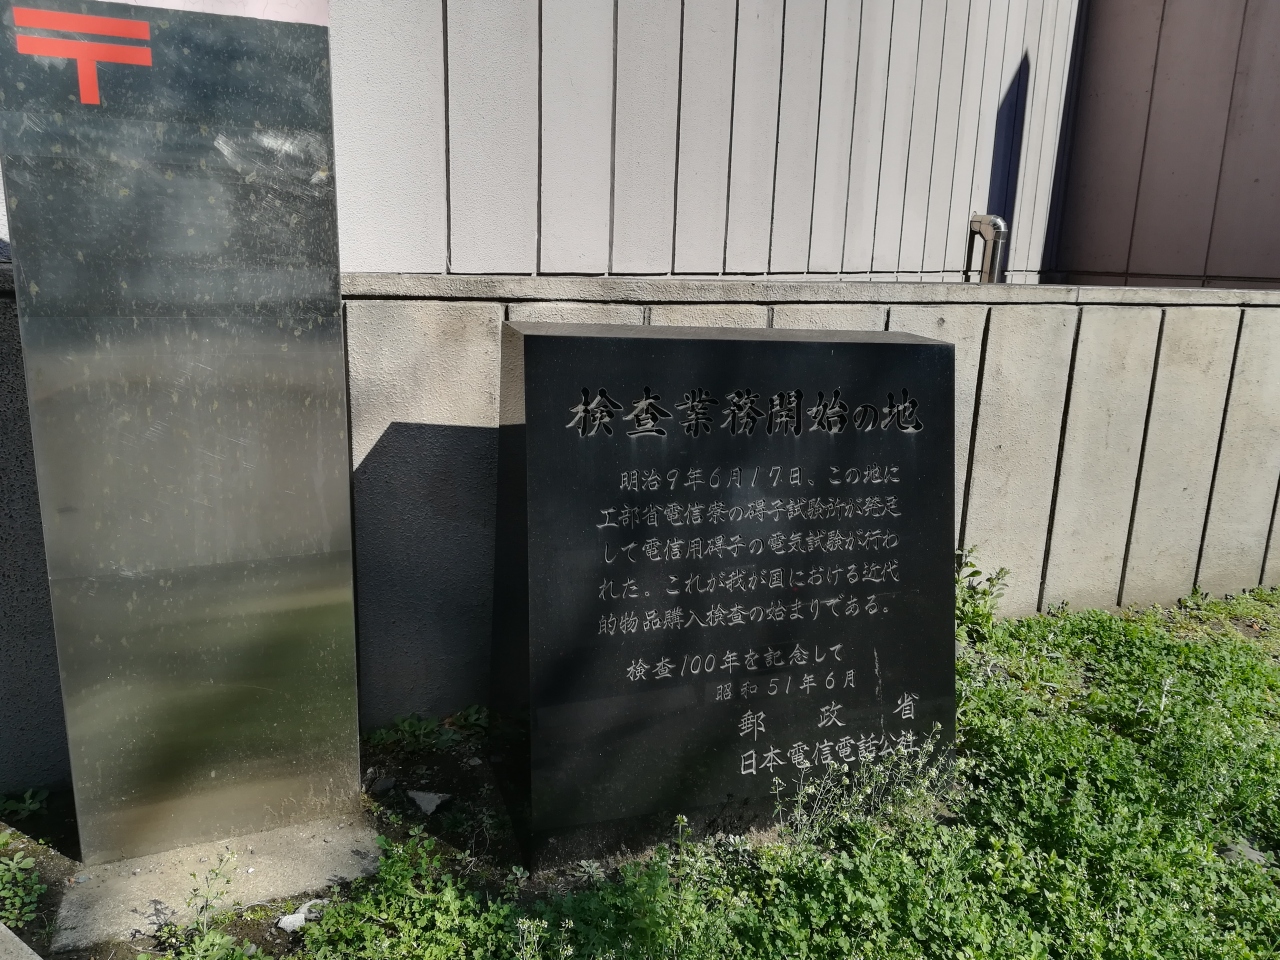 〒
検査業務開始の地
明治9年6月17日、この地に
工部省電信寮の碍子試験所が発足
して電信用碍子の電気試験が行わ
れた。これが我が国における近代
的物品購入検査の始まりである。
検査100年を記念して
昭和51年6月
郵政省
日本電信電話公社